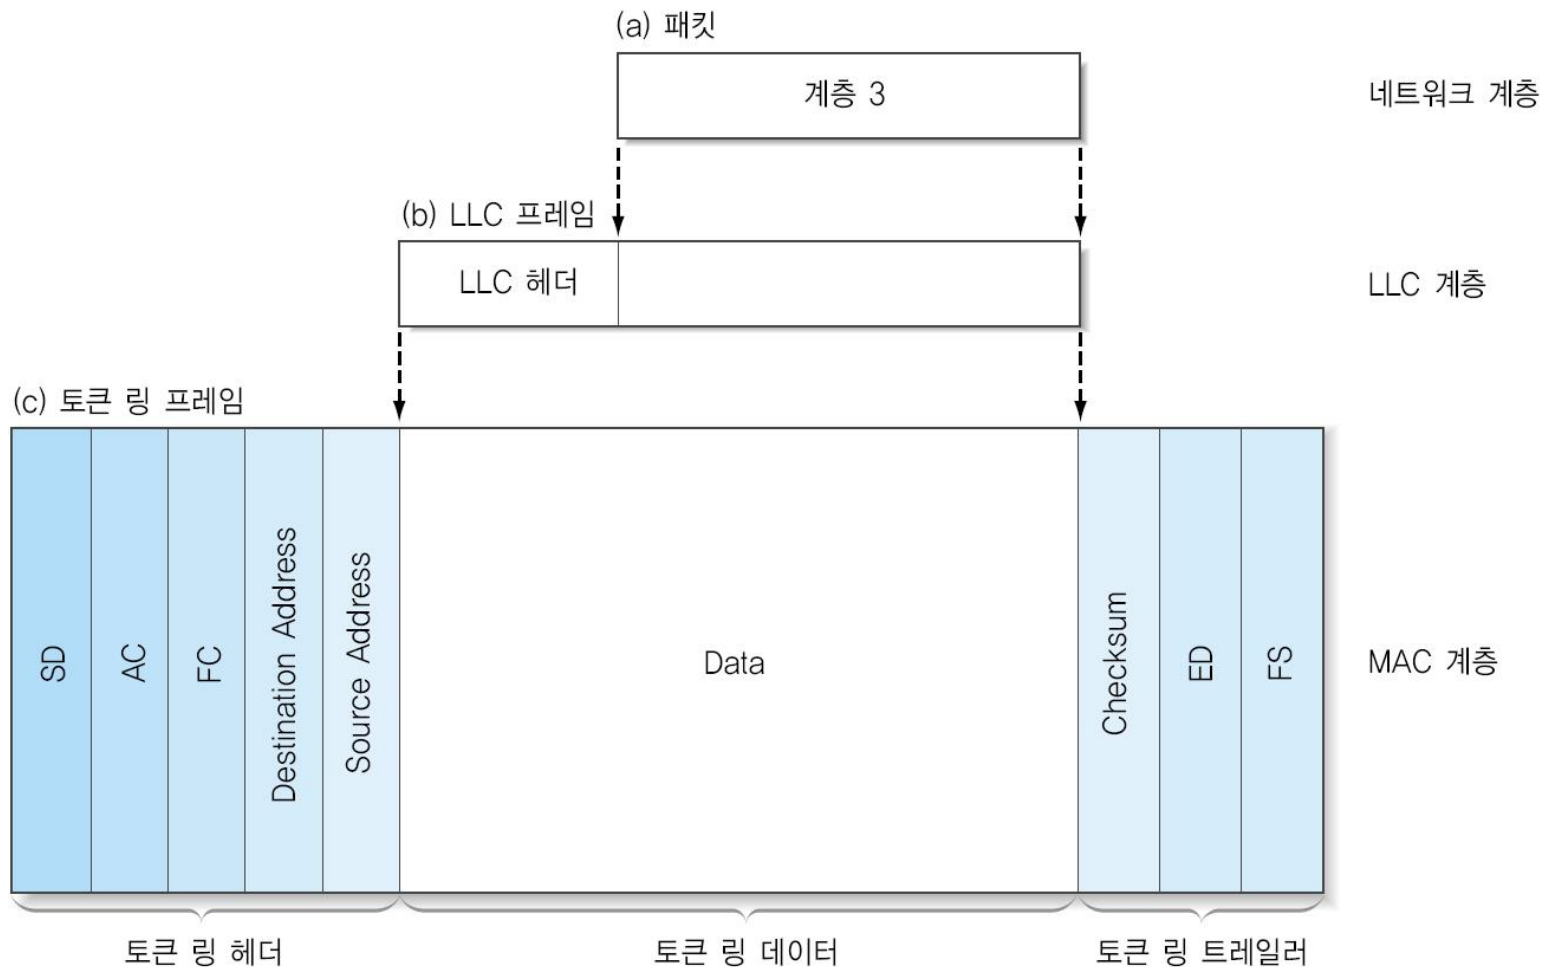 (a) 패킷
계층 3
네트워크 계층
(b) LLC 프레임
LLC 헤더
LLC 계층
(c) 토큰 링 프레임
SD
AC
FC
Destination Address
Source Address
Data
Checksum
ED
FS
MAC 계층
토큰 링 헤더
토큰 링 데이터
토큰 링 트레일러